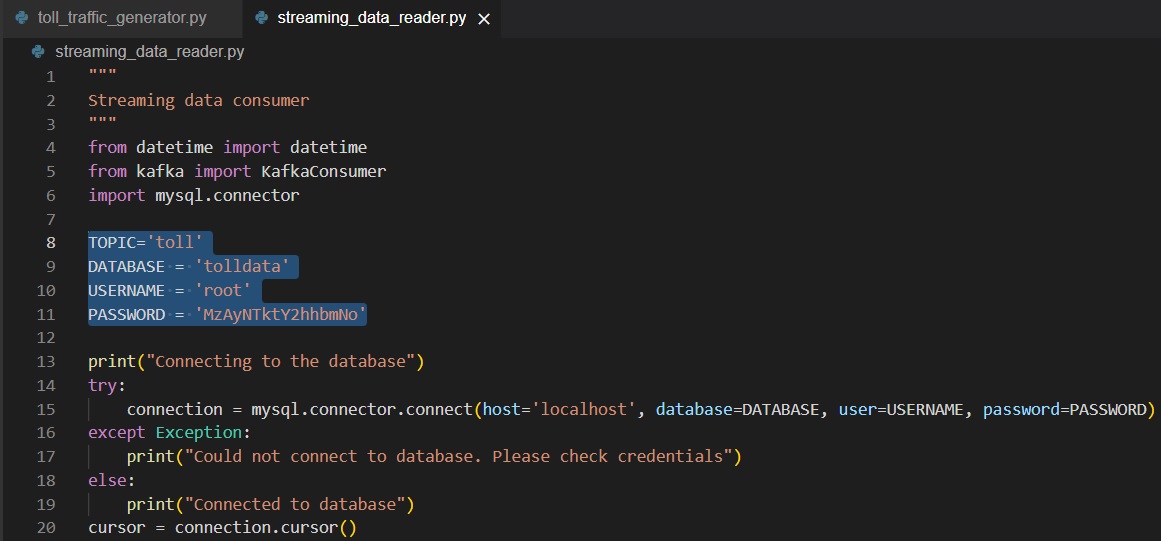 toll_traffic_generator.py streaming_data_reader.py ×
streaming_data_reader.py
1 """
2 Streaming data consumer
3 """
4 from datetime import datetime
5 from kafka import KafkaConsumer
6 import mysql.connector
7
8 TOPIC='toll'
9 DATABASE = 'tolldata'
10 USERNAME = 'root'
11 PASSWORD = 'MzAyNTktY2hhbmNo'
12
13 print("Connecting to the database")
14 try:
15     connection = mysql.connector.connect(host='localhost', database=DATABASE, user=USERNAME, password=PASSWORD)
16 except Exception:
17     print("Could not connect to database. Please check credentials")
18 else:
19     print("Connected to database")
20 cursor = connection.cursor()